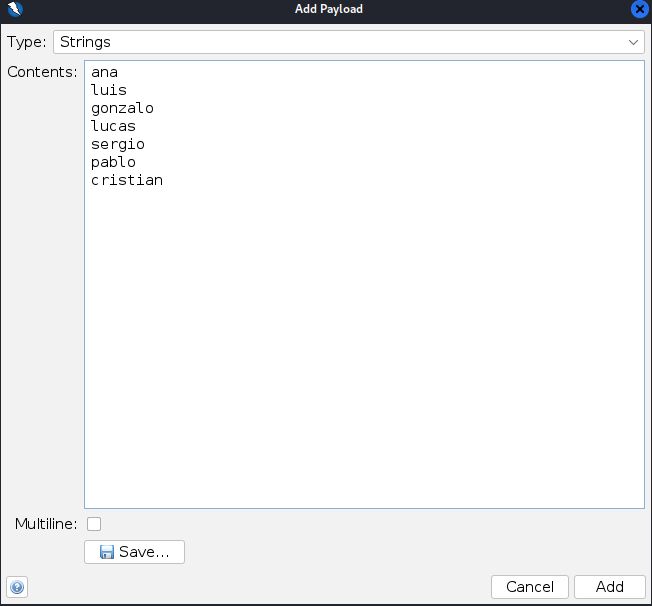 Add Payload
Type: Strings
Contents: ana
luis
gonzalo
lucas
sergio
pablo
cristian
Multiline:
Save...
Cancel Add